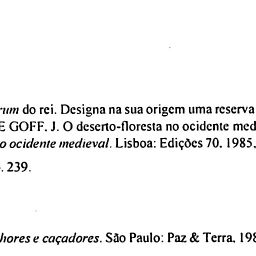 rum do rei. Designa na sua origem uma reserva
E GOFF, J. O deserto-floresta no ocidente med
o ocidente medieval. Lisboa: Edições 70, 1985,
. 239.
hores e caçadores. São Paulo: Paz & Terra, 198